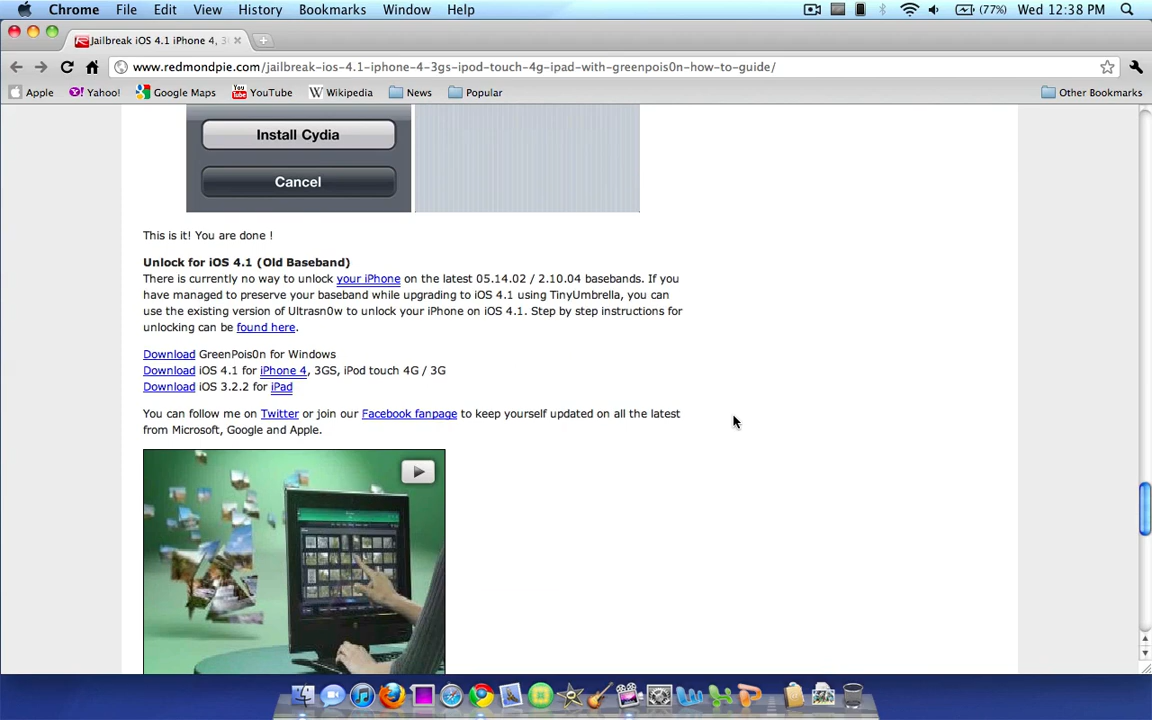 Chrome File Edit View History Bookmarks Window Help (77%) Wed 12:38 PM
Jailbreak iOS 4.1 iPhone 4, 3
www.redmondpie.com/jailbreak-ios-4.1-iphone-4-3gs-ipod-touch-4g-ipad-with-greenpois0n-how-to-guide/
Apple Yahoo! Google Maps YouTube Wikipedia News Popular Other Bookmarks
Install Cydia
Cancel
This is it! You are done !
Unlock for iOS 4.1 (Old Baseband)
There is currently no way to unlock your iPhone on the latest 05.14.02 / 2.10.04 basebands. If you
have managed to preserve your baseband while upgrading to iOS 4.1 using TinyUmbrella, you can
use the existing version of Ultrasn0w to unlock your iPhone on iOS 4.1. Step by step instructions for
unlocking can be found here.
Download GreenPois0n for Windows
Download iOS 4.1 for iPhone 4, 3GS, iPod touch 4G / 3G
Download iOS 3.2.2 for iPad
You can follow me on Twitter or join our Facebook fanpage to keep yourself updated on all the latest
from Microsoft, Google and Apple.